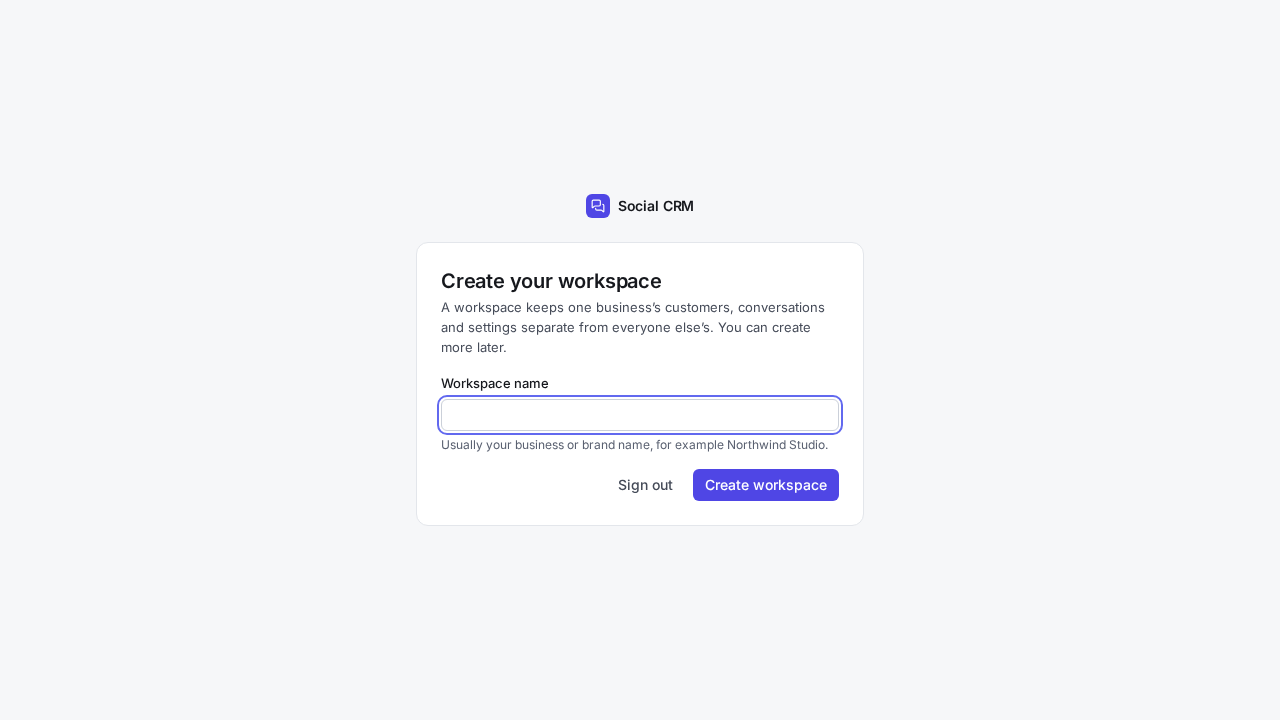 Social CRM
Create your workspace
A workspace keeps one business’s customers, conversations
and settings separate from everyone else’s. You can create
more later.
Workspace name
Usually your business or brand name, for example Northwind Studio.
Sign out
Create workspace